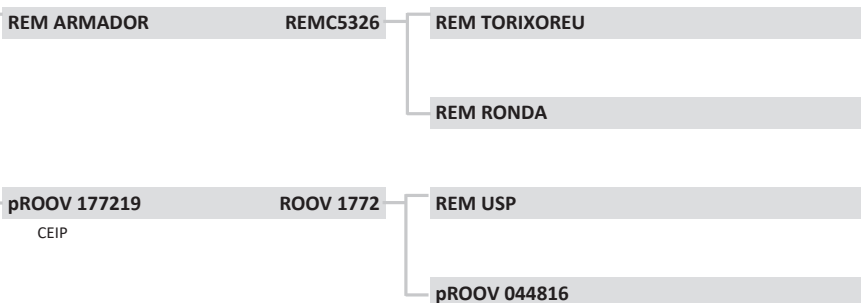 REM ARMADOR REMC5326 REM TORIXOREU
REM RONDA
pROOV 177219 ROOV 1772 REM USP
CEIP
pROOV 044816